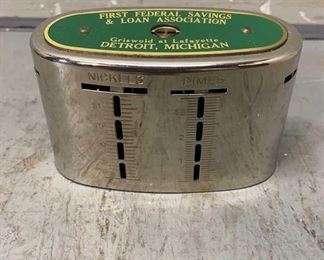 FIRST FEDERAL SAVINGS
& LOAN ASSOCIATION
Griswold at Lafayette
DETROIT, MICHIGAN
NICKELS DIMES